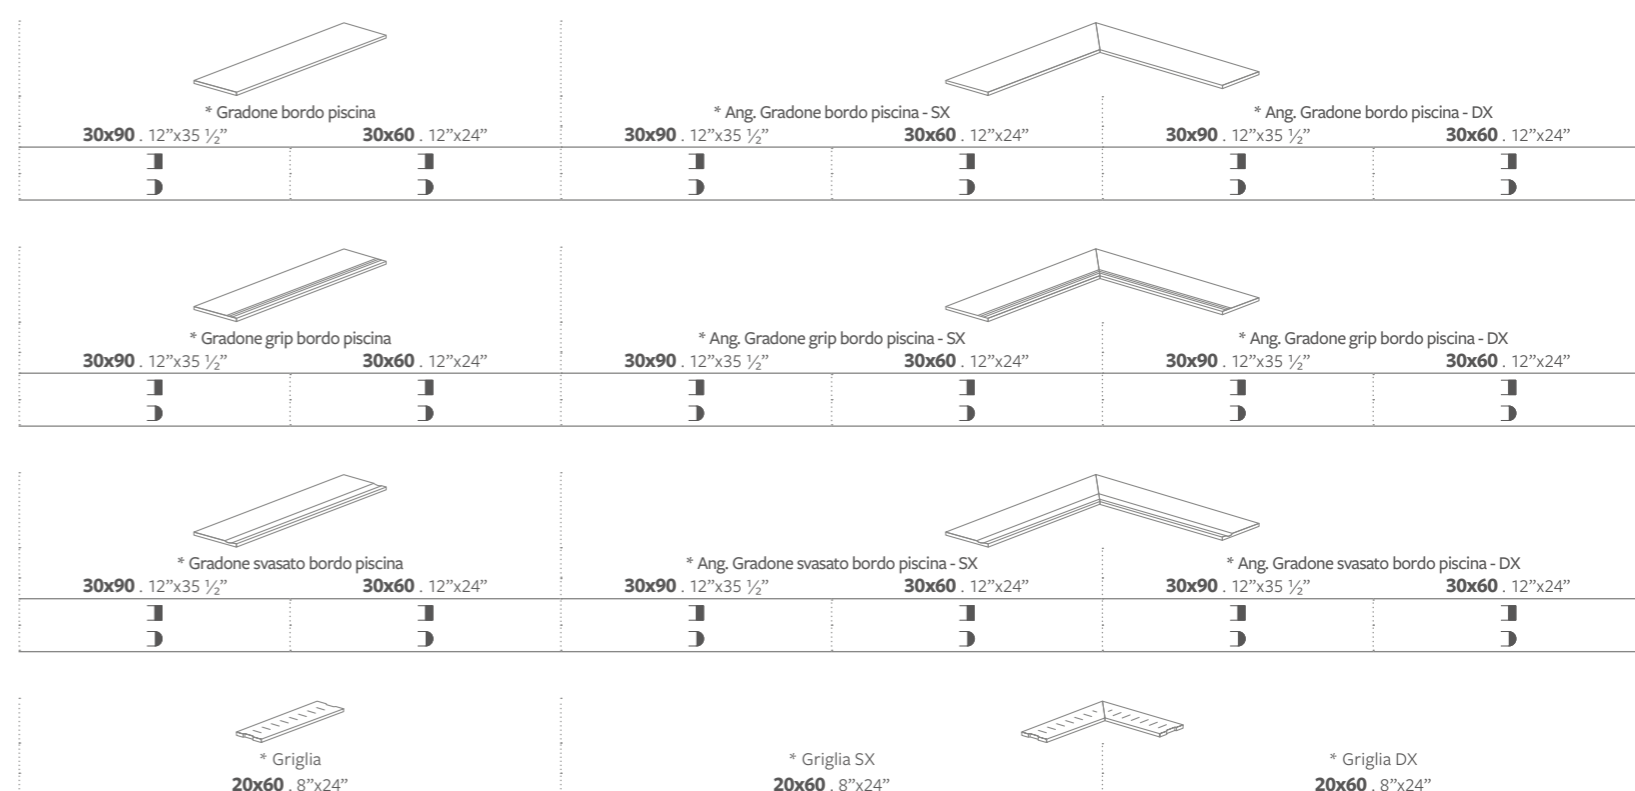 * Gradone bordo piscina * Ang. Gradone bordo piscina - SX * Ang. Gradone bordo piscina - DX
30x90 . 12”x35 ½” 30x60 . 12”x24” 30x90 . 12”x35 ½” 30x60 . 12”x24” 30x90 . 12”x35 ½” 30x60 . 12”x24”
* Gradone grip bordo piscina * Ang. Gradone grip bordo piscina - SX * Ang. Gradone grip bordo piscina - DX
30x90 . 12”x35 ½” 30x60 . 12”x24” 30x90 . 12”x35 ½” 30x60 . 12”x24” 30x90 . 12”x35 ½” 30x60 . 12”x24”
* Gradone svasato bordo piscina * Ang. Gradone svasato bordo piscina - SX * Ang. Gradone svasato bordo piscina - DX
30x90 . 12”x35 ½” 30x60 . 12”x24” 30x90 . 12”x35 ½” 30x60 . 12”x24” 30x90 . 12”x35 ½” 30x60 . 12”x24”
* Griglia * Griglia SX * Griglia DX
20x60 . 8”x24” 20x60 . 8”x24” 20x60 . 8”x24”